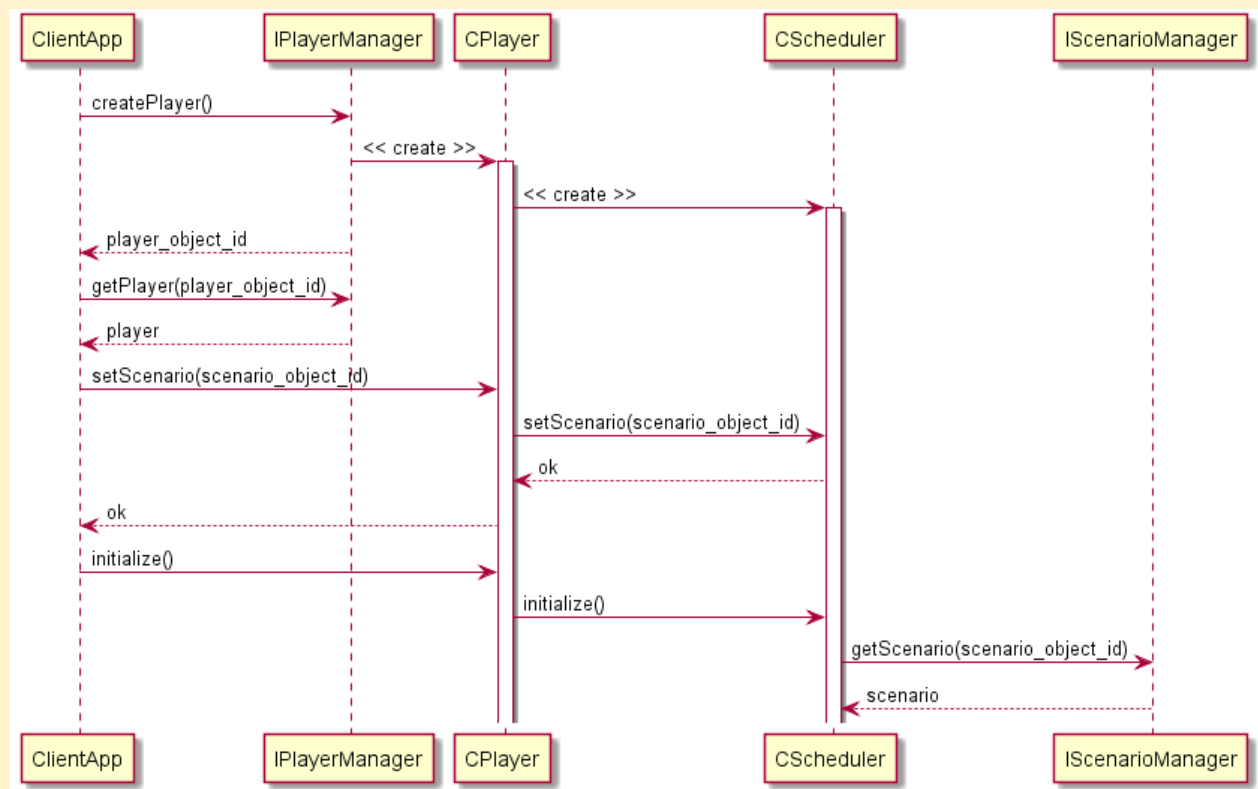 ClientApp IPlayerManager CPlayer CScheduler IScenarioManager
createPlayer()
<< create >>
<< create >>
player_object_id
getPlayer(player_object_id)
player
setScenario(scenario_object_id)
setScenario(scenario_object_id)
ok
ok
initialize()
initialize()
getScenario(scenario_object_id)
scenario
ClientApp IPlayerManager CPlayer CScheduler IScenarioManager